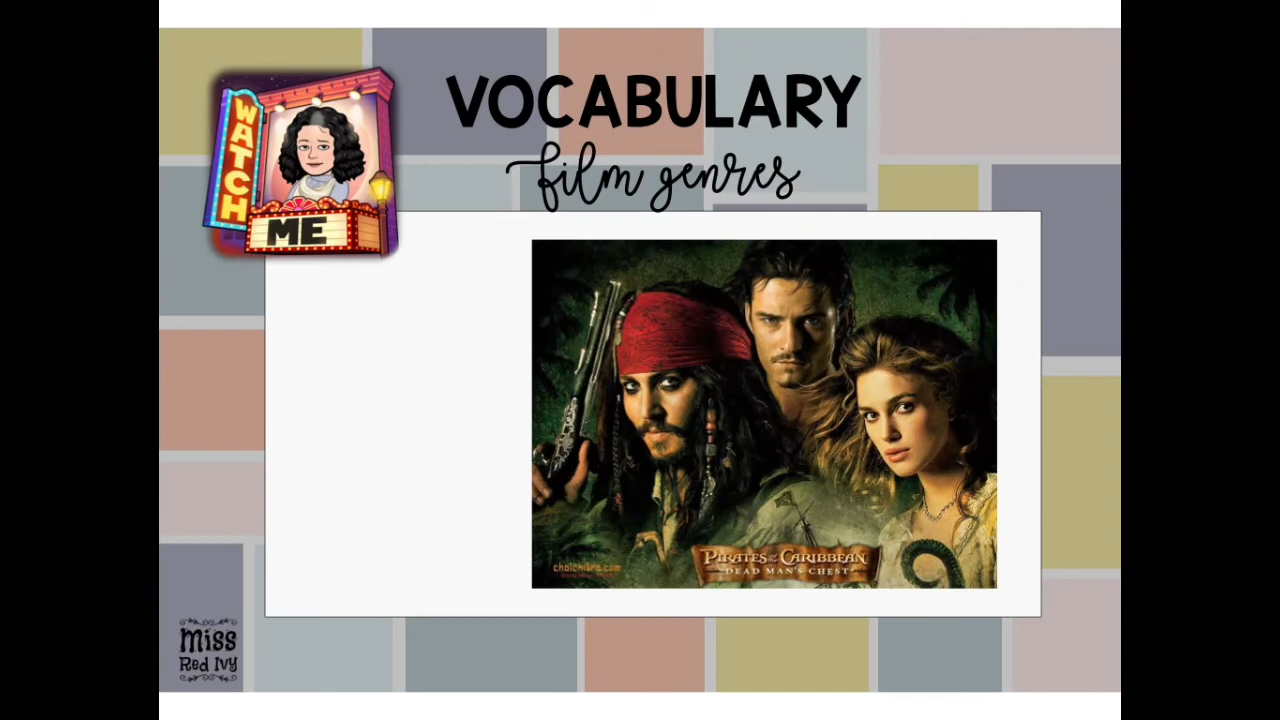 VOCABULARY
film genres
WATCH
ME
PIRATES of the CARIBBEAN
DEAD MAN'S CHEST
Miss
Red Ivy